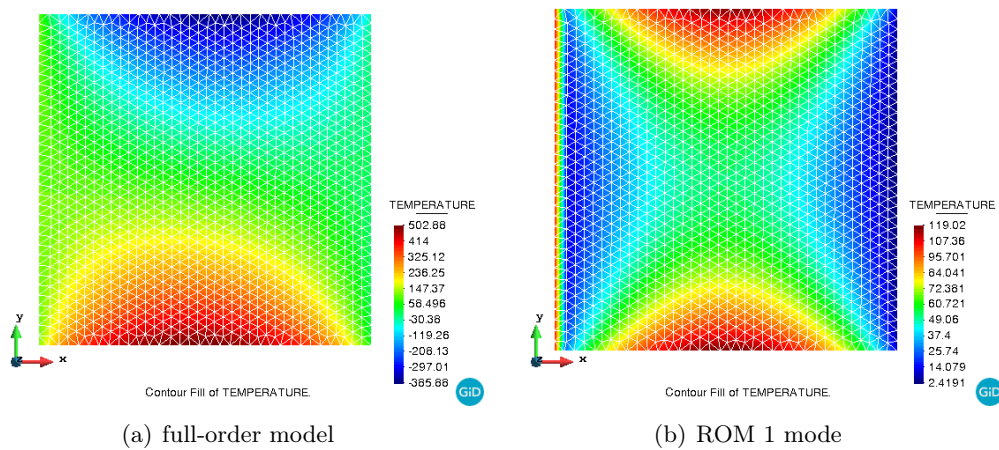 TEMPERATURE
502.88
414
325.12
236.25
147.37
58.496
-30.38
-119.26
-208.13
-297.01
-385.88
y
z
x
Contour Fill of TEMPERATURE.
GiD
(a) full-order model
TEMPERATURE
119.02
107.36
95.701
84.041
72.381
60.721
49.06
37.4
25.74
14.079
2.4191
y
z
x
Contour Fill of TEMPERATURE.
GiD
(b) ROM 1 mode